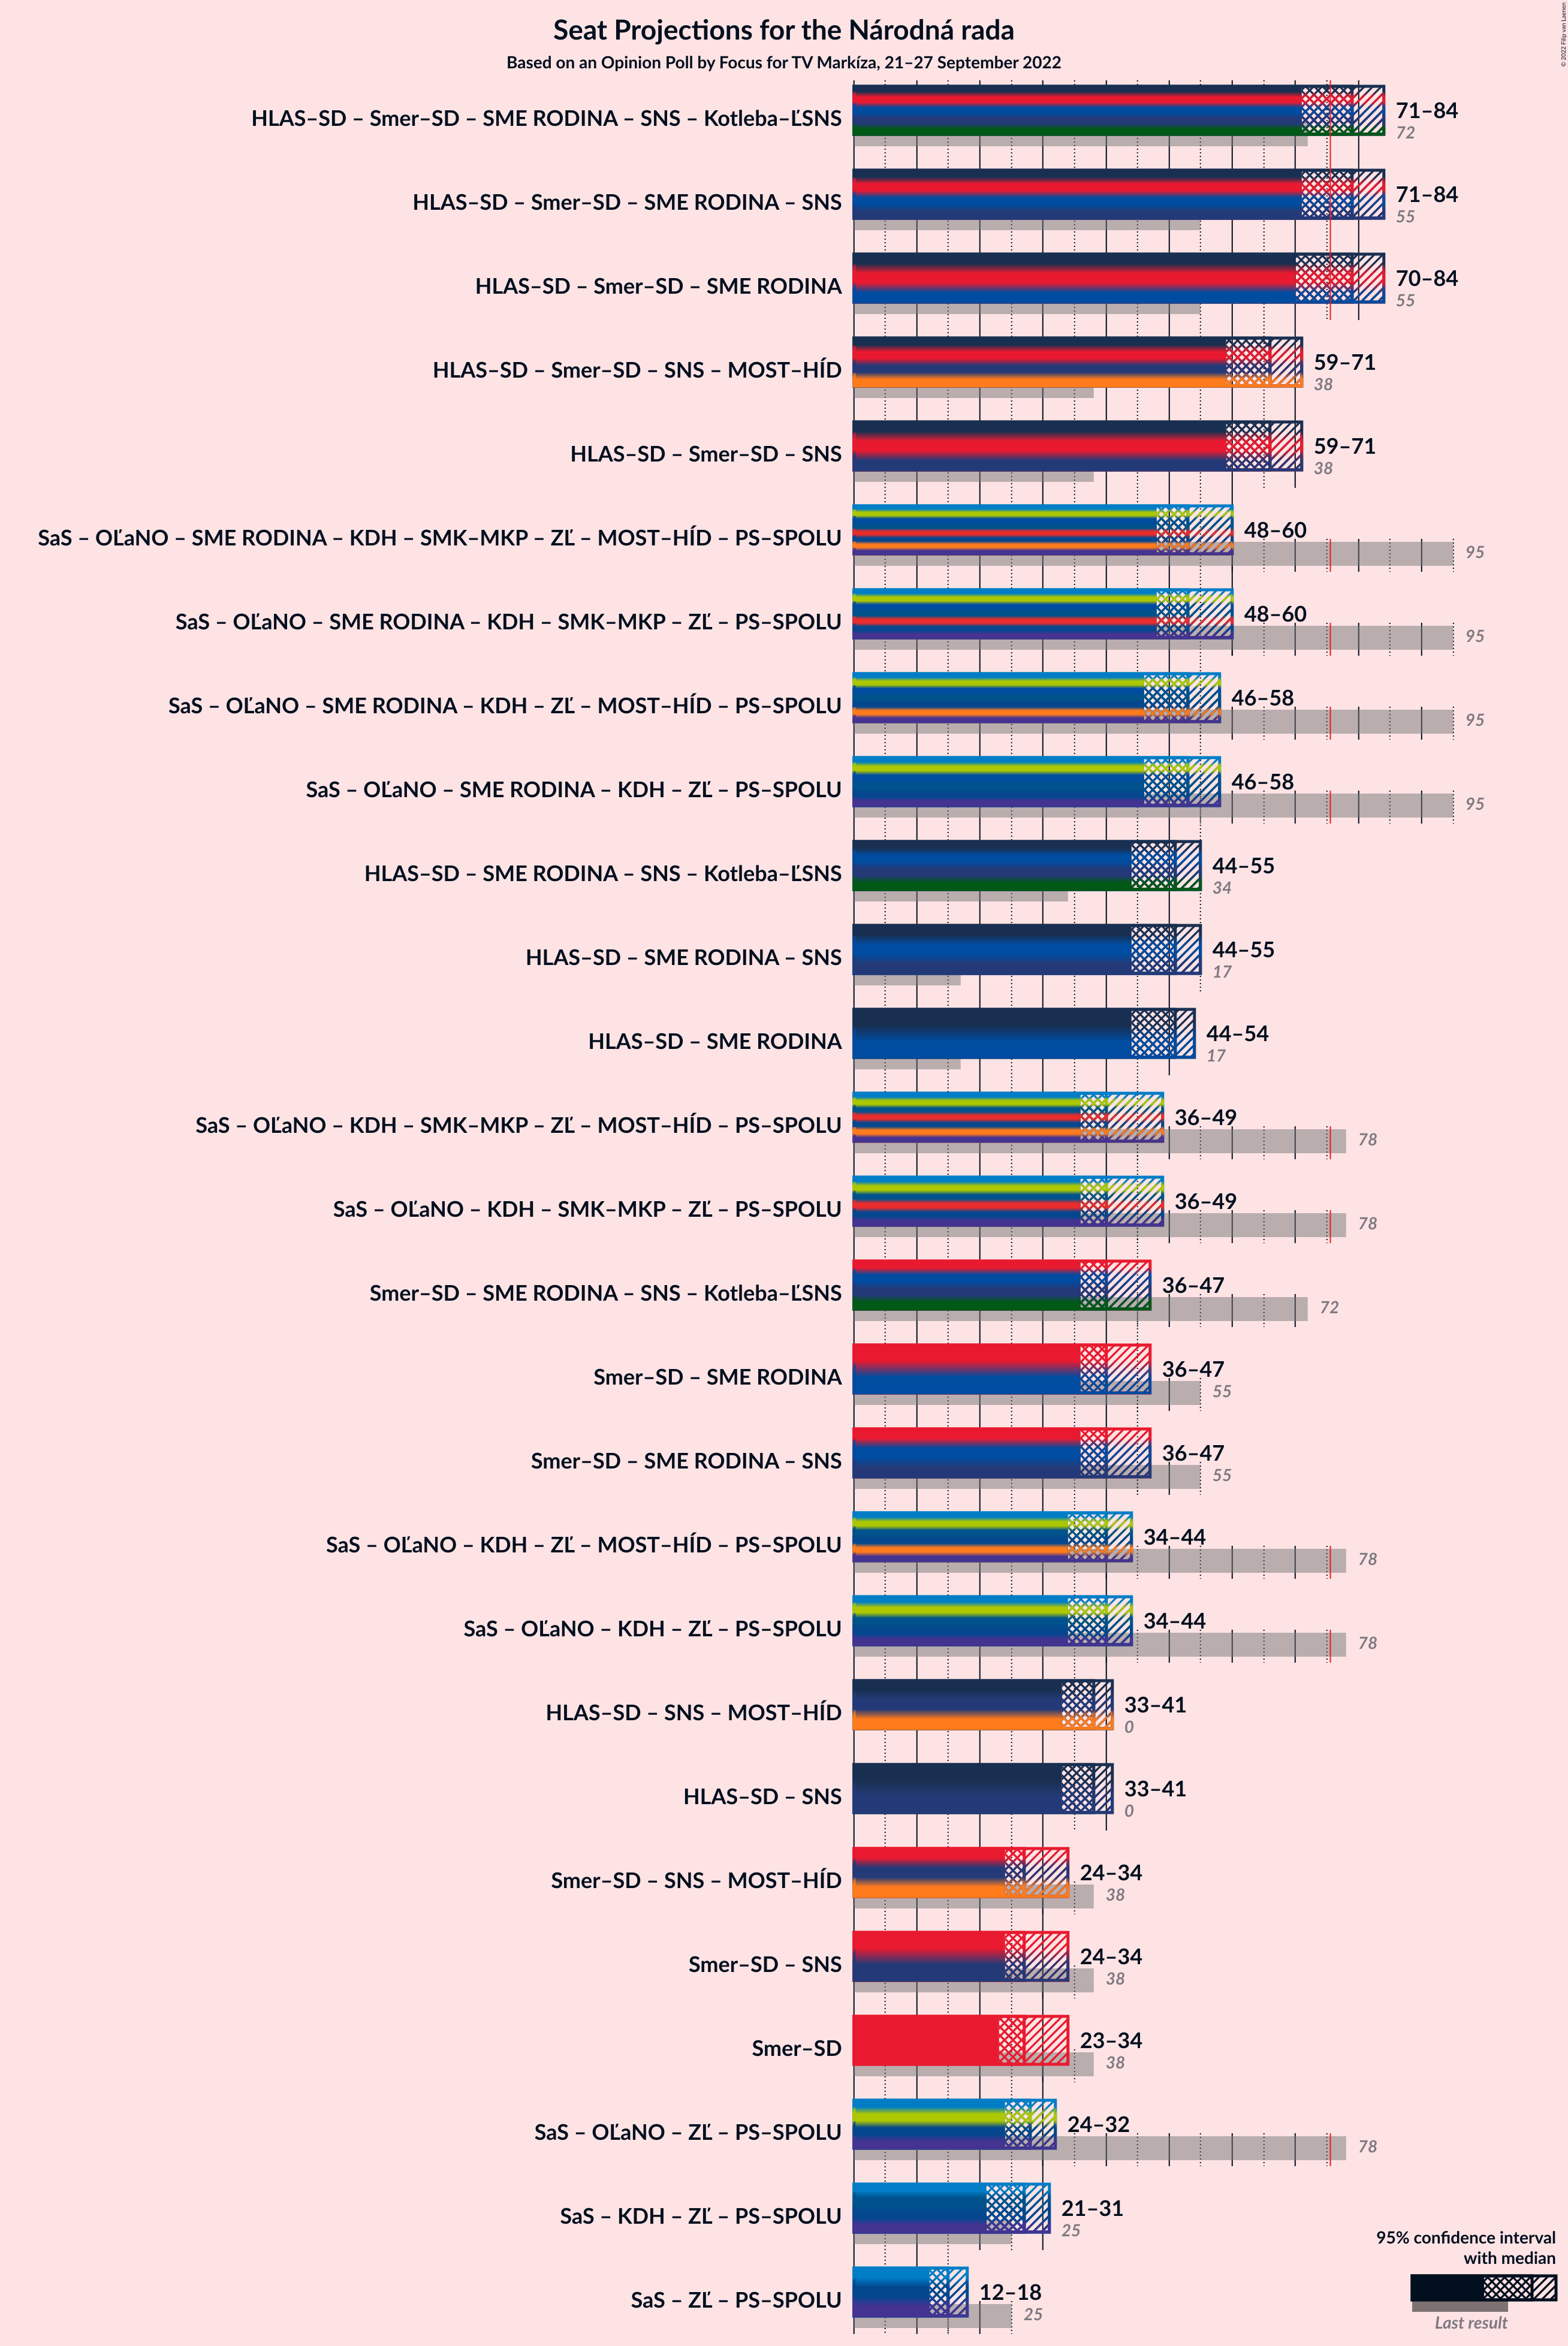 Seat Projections for the Národná rada
Based on an Opinion Poll by Focus for TV Markíza, 21–27 September 2022
© 2022 Filip van Laenen
HLAS–SD – Smer–SD – SME RODINA – SNS – Kotleba–ĽSNS
71–84
72
HLAS–SD – Smer–SD – SME RODINA – SNS
71–84
55
HLAS–SD – Smer–SD – SME RODINA
70–84
55
HLAS–SD – Smer–SD – SNS – MOST–HÍD
59–71
38
HLAS–SD – Smer–SD – SNS
59–71
38
SaS – OĽaNO – SME RODINA – KDH – SMK–MKP – ZĽ – MOST–HÍD – PS–SPOLU
48–60
95
SaS – OĽaNO – SME RODINA – KDH – SMK–MKP – ZĽ – PS–SPOLU
48–60
95
SaS – OĽaNO – SME RODINA – KDH – ZĽ – MOST–HÍD – PS–SPOLU
46–58
95
SaS – OĽaNO – SME RODINA – KDH – ZĽ – PS–SPOLU
46–58
95
HLAS–SD – SME RODINA – SNS – Kotleba–ĽSNS
44–55
34
HLAS–SD – SME RODINA – SNS
44–55
17
HLAS–SD – SME RODINA
44–54
17
SaS – OĽaNO – KDH – SMK–MKP – ZĽ – MOST–HÍD – PS–SPOLU
36–49
78
SaS – OĽaNO – KDH – SMK–MKP – ZĽ – PS–SPOLU
36–49
78
Smer–SD – SME RODINA – SNS – Kotleba–ĽSNS
36–47
72
Smer–SD – SME RODINA
36–47
55
Smer–SD – SME RODINA – SNS
36–47
55
SaS – OĽaNO – KDH – ZĽ – MOST–HÍD – PS–SPOLU
34–44
78
SaS – OĽaNO – KDH – ZĽ – PS–SPOLU
34–44
78
HLAS–SD – SNS – MOST–HÍD
33–41
0
HLAS–SD – SNS
33–41
0
Smer–SD – SNS – MOST–HÍD
24–34
38
Smer–SD – SNS
24–34
38
Smer–SD
23–34
38
SaS – OĽaNO – ZĽ – PS–SPOLU
24–32
78
SaS – KDH – ZĽ – PS–SPOLU
21–31
25
SaS – ZĽ – PS–SPOLU
12–18
25
95% confidence interval
with median
Last result